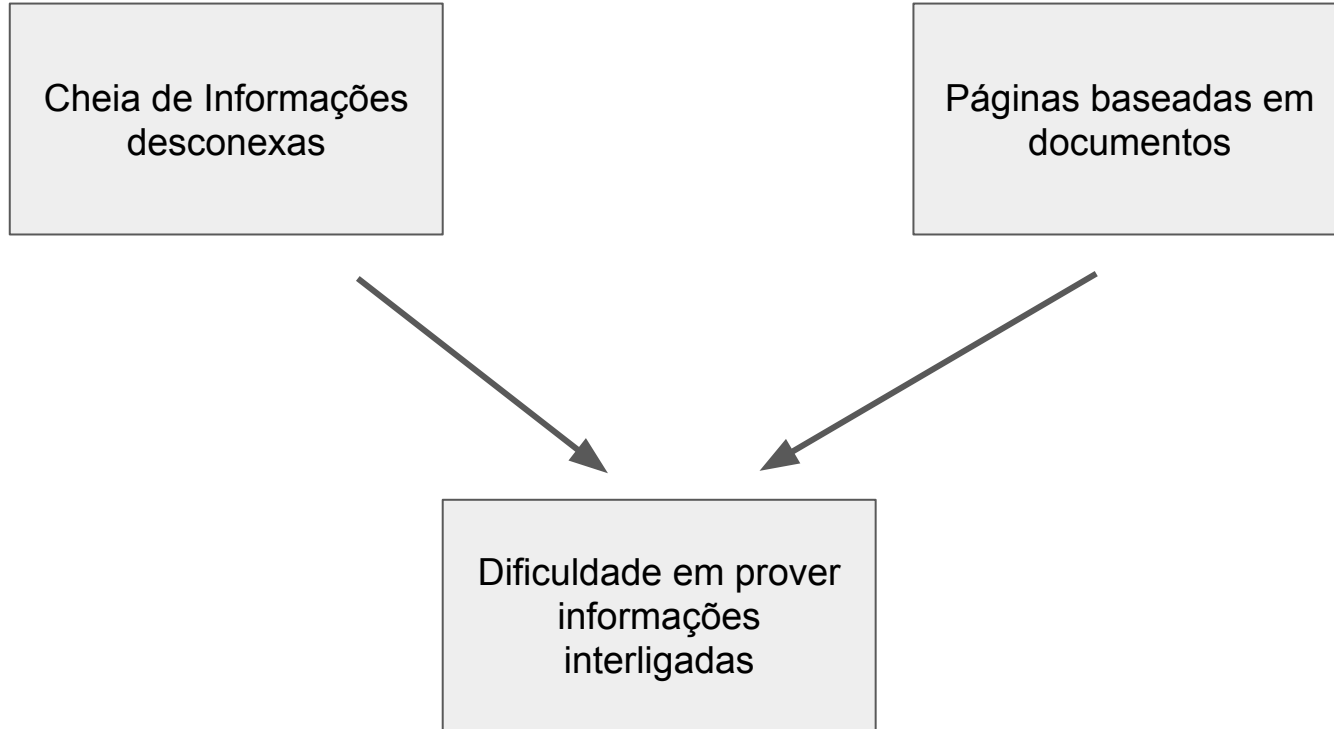 Cheia de Informações
desconexas
Páginas baseadas em
documentos
Dificuldade em prover
informações
interligadas